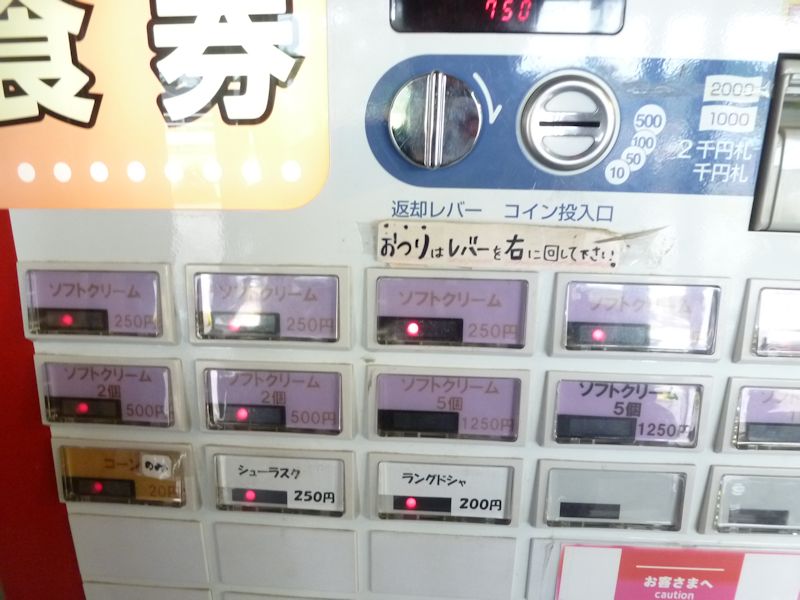 食券
750
500
100
50
10
2000
1000
2千円札
千円札
返却レバー コイン投入口
おつりはレバーを右に回して下さい
ソフトクリーム
250円
ソフトクリーム
250円
ソフトクリーム
250円
ソフトクリーム
ソフトクリーム
2個
500円
ソフトクリーム
2個
500円
ソフトクリーム
5個
1250円
ソフトクリーム
5個
1250円
コーン のみ
20円
シューラスク
250円
ラングドシャ
200円
お客さまへ
caution